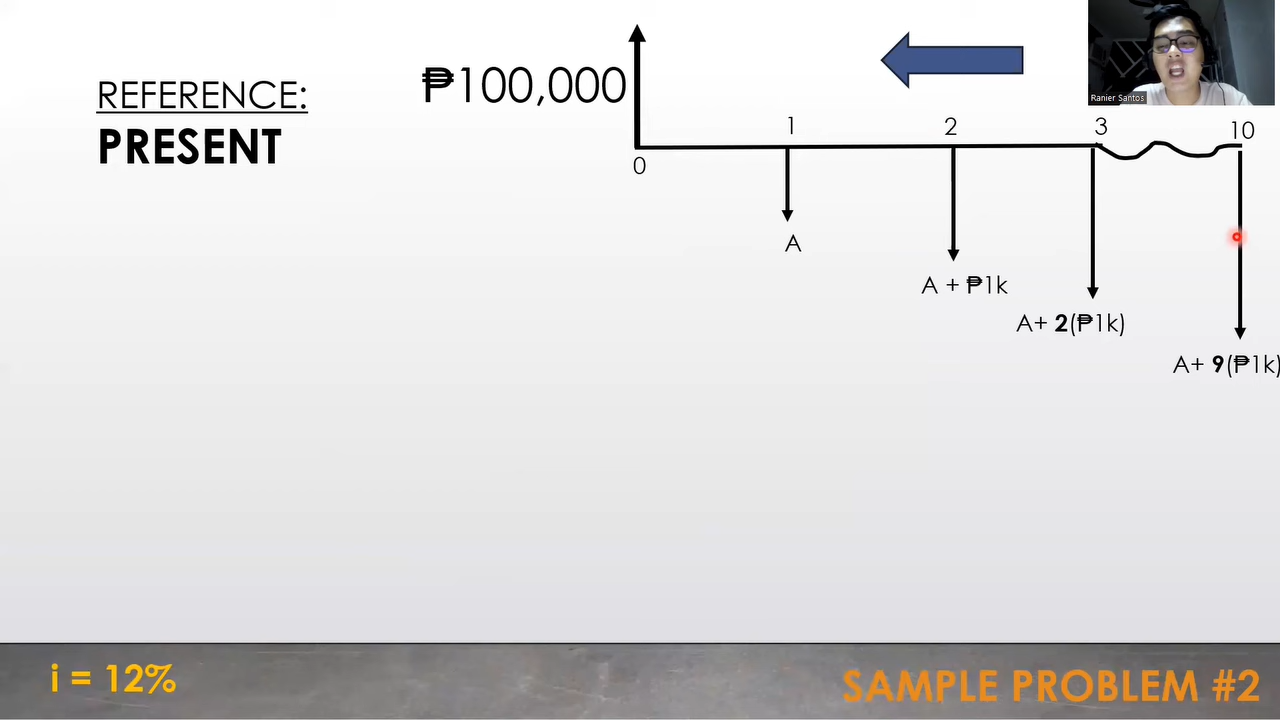 REFERENCE:
PRESENT
₱100,000
Ranier Santos
0
1
2
3
10
A
A + ₱1k
A+ 2(₱1k)
A+ 9(₱1k)
i = 12%
SAMPLE PROBLEM #2